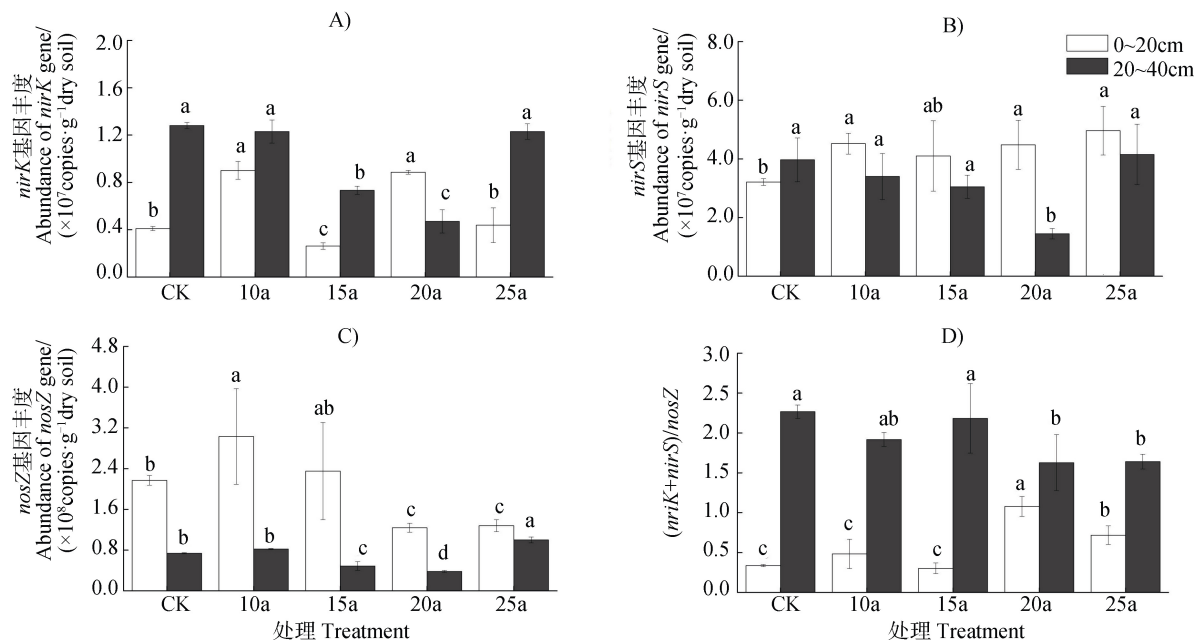 A)
nirK基因丰度
Abundance of nirK gene/
(×10⁷copies·g⁻¹dry soil)
2.0
1.6
1.2
0.8
0.4
0.0
b
a
a
a
c
b
a
c
b
a
CK
10a
15a
20a
25a
B)
0~20cm
20~40cm
nirS基因丰度
Abundance of nirS gene/
(×10⁷copies·g⁻¹dry soil)
8.0
6.0
4.0
2.0
0.0
b
a
a
a
ab
a
a
b
a
a
CK
10a
15a
20a
25a
C)
nosZ基因丰度
Abundance of nosZ gene/
(×10⁸copies·g⁻¹dry soil)
4.8
4.0
3.2
2.4
1.6
0.8
0.0
b
b
a
b
ab
c
c
d
c
a
CK
10a
15a
20a
25a
处理 Treatment
D)
(nriK+nirS)/nosZ
3.0
2.5
2.0
1.5
1.0
0.5
0.0
c
a
c
ab
c
a
a
b
b
b
CK
10a
15a
20a
25a
处理 Treatment